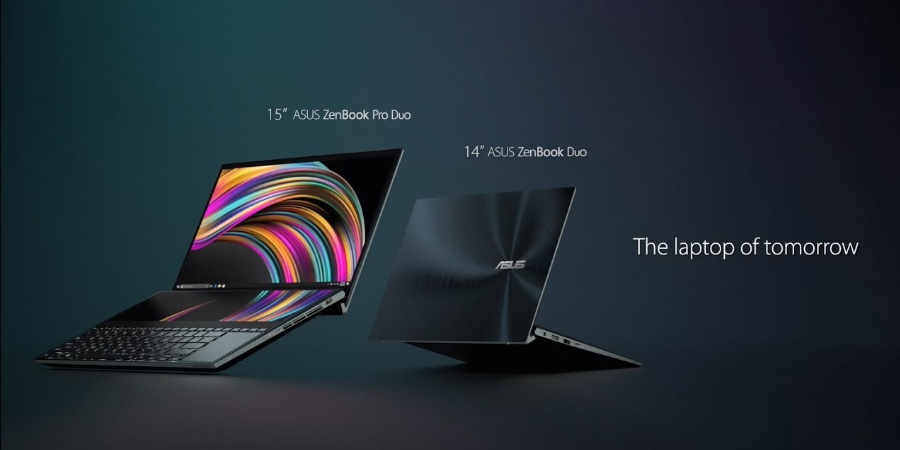 15" ASUS ZenBook Pro Duo
14" ASUS ZenBook Duo
The laptop of tomorrow
ASUS